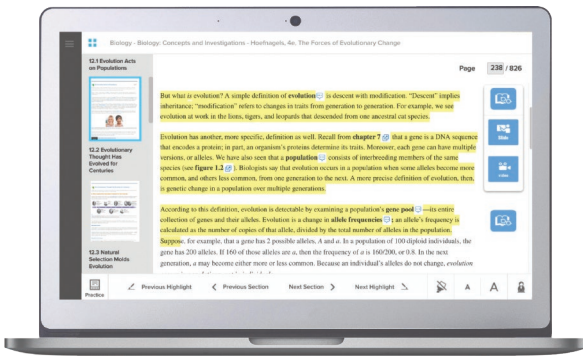 Biology - Biology: Concepts and Investigations - Hoefnagels, 4e, The Forces of Evolutionary Change
12.1 Evolution Acts
on Populations
12.2 Evolutionary
Thought Has
Evolved for
Centuries
12.3 Natural
Selection Molds
Evolution
Page 238 / 826
But what is evolution? A simple definition of evolution is descent with modification. "Descent" implies
inheritance; "modification" refers to changes in traits from generation to generation. For example, we see
evolution at work in the lions, tigers, and leopards that descended from one ancestral cat species.
Evolution has another, more specific, definition as well. Recall from chapter 7 that a gene is a DNA sequence
that encodes a protein; in part, an organism's proteins determine its traits. Moreover, each gene can have multiple
versions, or alleles. We have also seen that a population consists of interbreeding members of the same
species (see figure 1.2). Biologists say that evolution occurs in a population when some alleles become more
common, and others less common, from one generation to the next. A more precise definition of evolution, then,
is genetic change in a population over multiple generations.
According to this definition, evolution is detectable by examining a population's gene pool—its entire
collection of genes and their alleles. Evolution is a change in allele frequencies; an allele's frequency is
calculated as the number of copies of that allele, divided by the total number of alleles in the population.
Suppose, for example, that a gene has 2 possible alleles, A and a. In a population of 100 diploid individuals, the
gene has 200 alleles. If 160 of those alleles are a, then the frequency of a is 160/200, or 0.8. In the next
generation, a may become either more or less common. Because an individual's alleles do not change, evolution
Practice
Previous Highlight
Previous Section
Next Section
Next Highlight
A
A